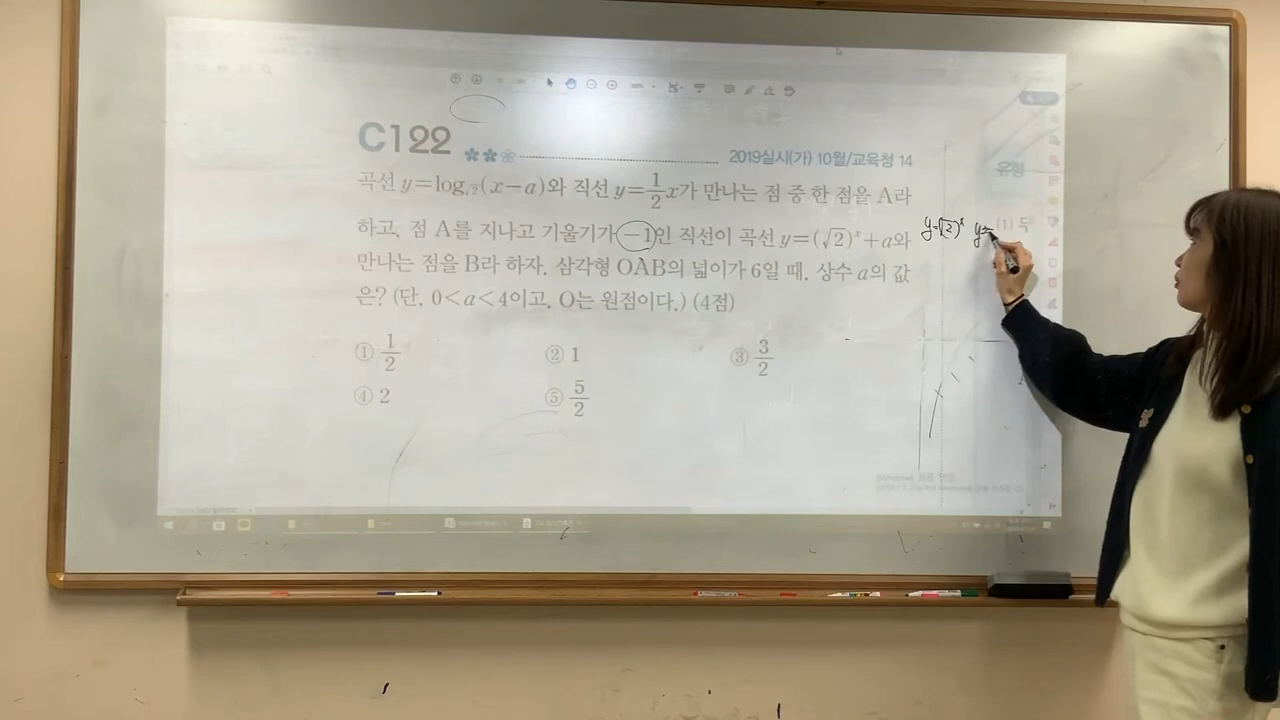 C122
2019실시(가) 10월/교육청 14
곡선 y=log_√2(x-a)와 직선 y=1/2x가 만나는 점 중 한 점을 A라
하고, 점 A를 지나고 기울기가 -1인 직선이 곡선 y=(√2)^x+a와
만나는 점을 B라 하자. 삼각형 OAB의 넓이가 6일 때, 상수 a의 값
은? (단, 0<a<4이고, O는 원점이다.) (4점)
① 1/2 ② 1 ③ 3/2
④ 2 ⑤ 5/2
유형
(1) 두
y=√2)^x y=
Windows